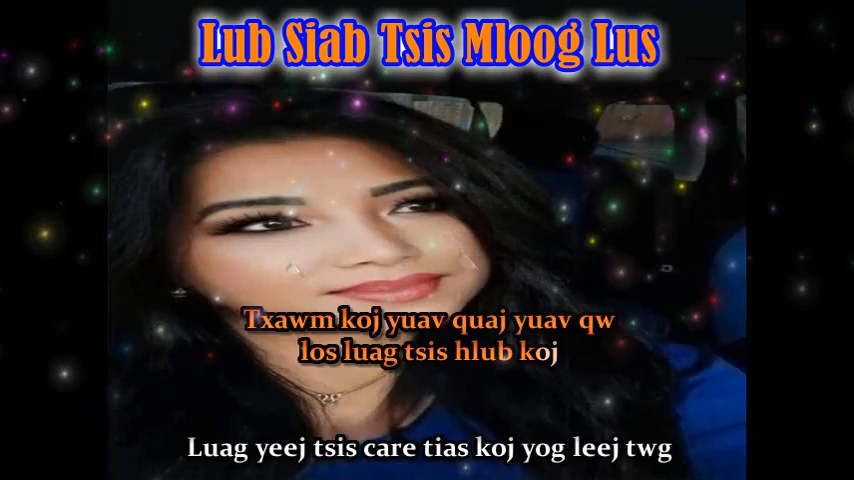 Lub Siab Tsis Mloog Lus
Txawm koj yuav quaj yuav qw
los luag tsis hlub koj
Luag yeej tsis care tias koj yog leej twg